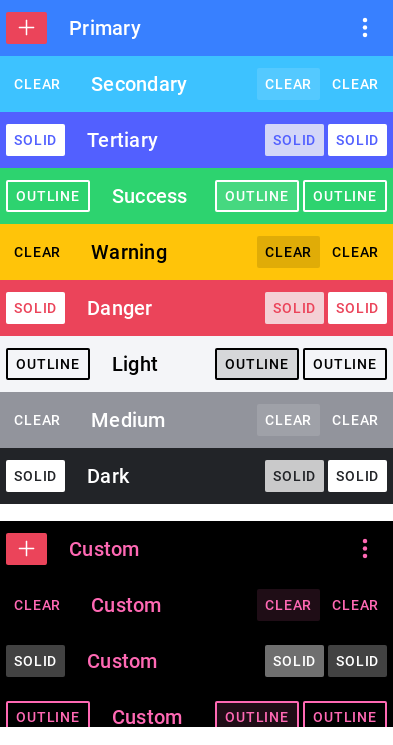 Primary
CLEAR Secondary CLEAR CLEAR
SOLID Tertiary SOLID SOLID
OUTLINE Success OUTLINE OUTLINE
CLEAR Warning CLEAR CLEAR
SOLID Danger SOLID SOLID
OUTLINE Light OUTLINE OUTLINE
CLEAR Medium CLEAR CLEAR
SOLID Dark SOLID SOLID
Custom
CLEAR Custom CLEAR CLEAR
SOLID Custom SOLID SOLID
OUTLINE Custom OUTLINE OUTLINE